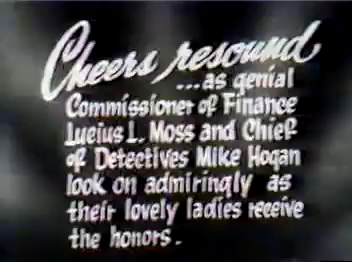 Cheers resound
...as genial
Commissioner of Finance
Lucius L. Moss and Chief
of Detectives Mike Hogan
look on admiringly as
their lovely ladies receive
the honors.